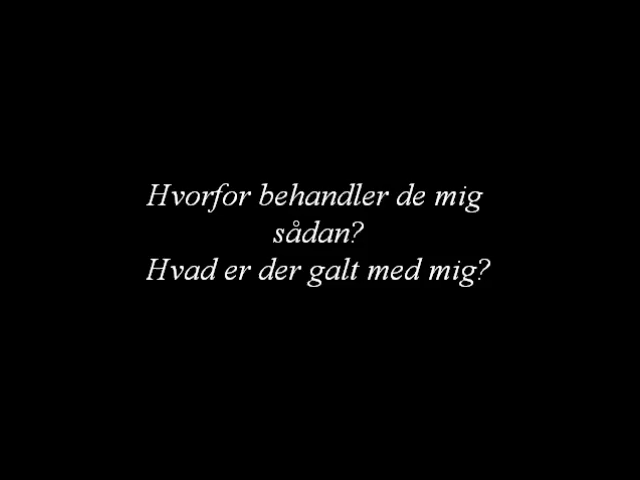 Hvorfor behandler de mig
sådan?
Hvad er der galt med mig?